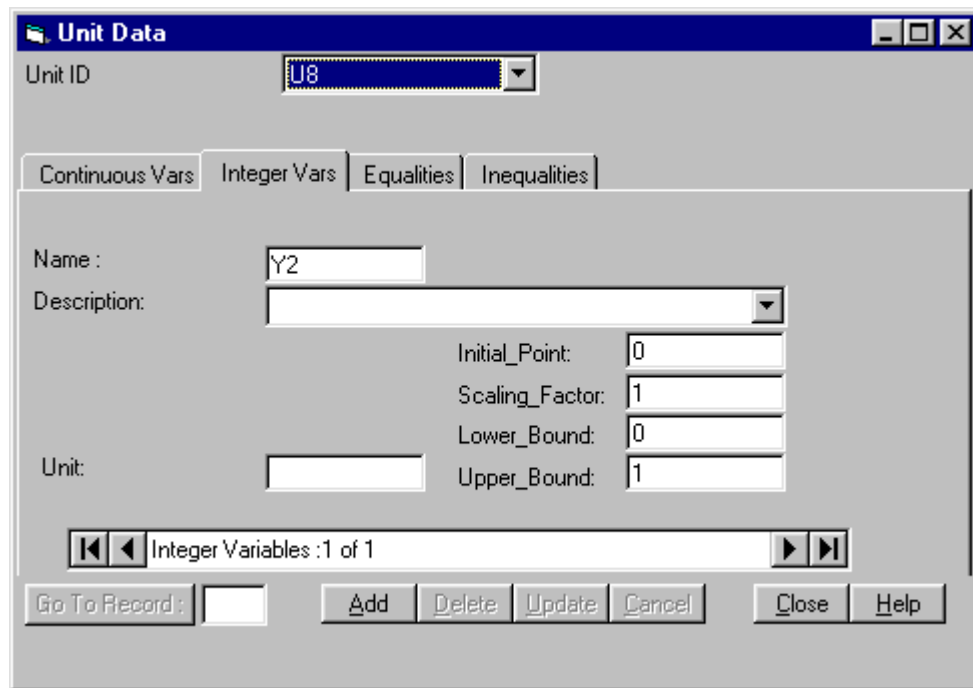 Unit Data
Unit ID U8
Continuous Vars Integer Vars Equalities Inequalities
Name : Y2
Description:
Initial_Point: 0
Scaling_Factor: 1
Lower_Bound: 0
Unit: Upper_Bound: 1
Integer Variables :1 of 1
Go To Record : Add Delete Update Cancel Close Help